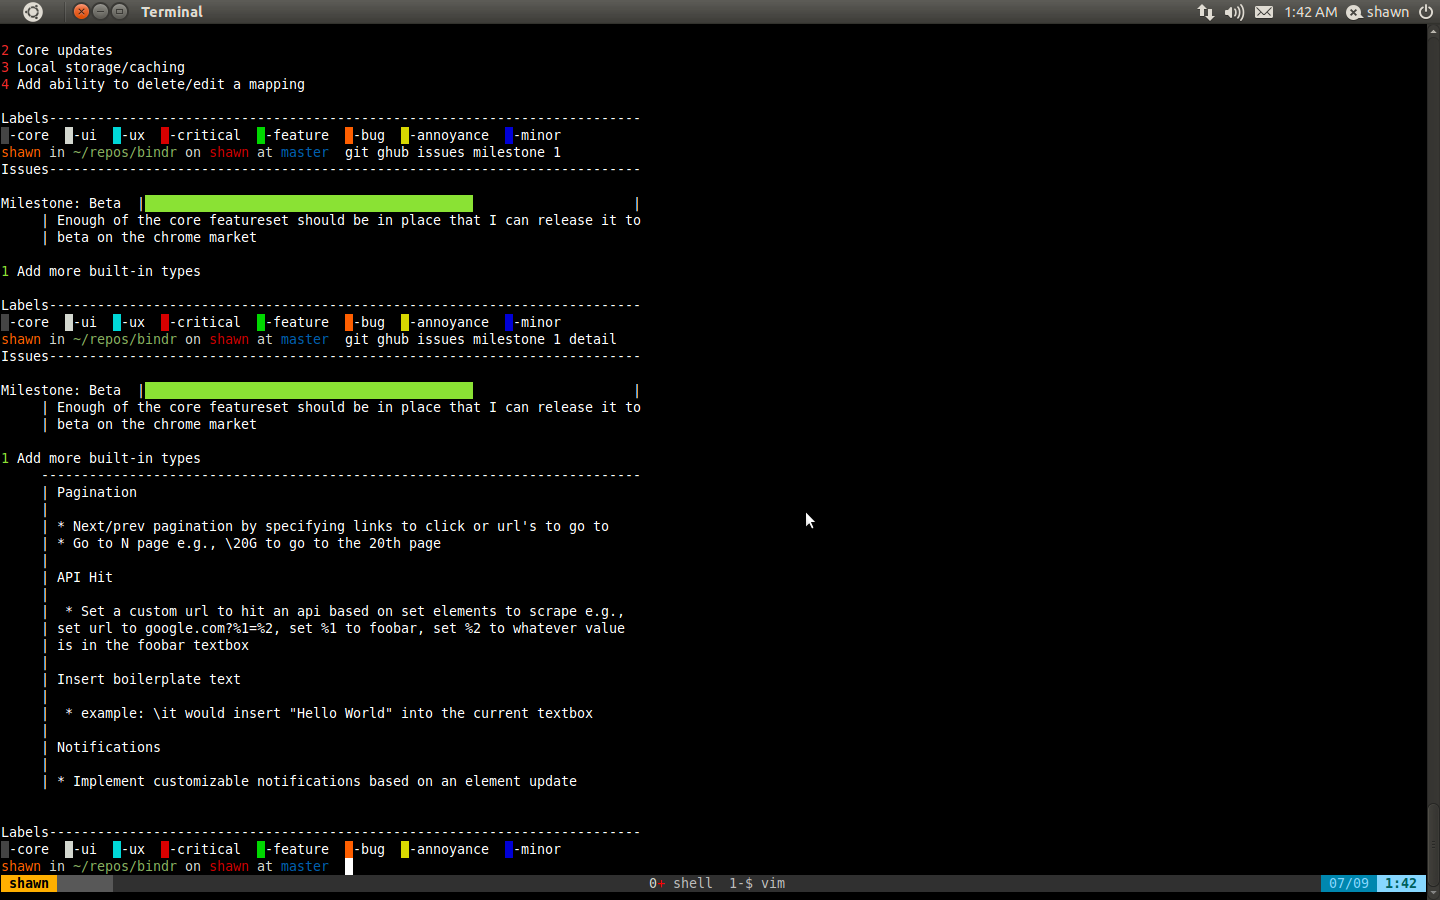 Terminal
1:42 AM shawn
2 Core updates
3 Local storage/caching
4 Add ability to delete/edit a mapping
Labels--------------------------------------------------------------------------
-core -ui -ux -critical -feature -bug -annoyance -minor
shawn in ~/repos/bindr on shawn at master git ghub issues milestone 1
Issues--------------------------------------------------------------------------
Milestone: Beta | |
| Enough of the core featureset should be in place that I can release it to
| beta on the chrome market
1 Add more built-in types
Labels--------------------------------------------------------------------------
-core -ui -ux -critical -feature -bug -annoyance -minor
shawn in ~/repos/bindr on shawn at master git ghub issues milestone 1 detail
Issues--------------------------------------------------------------------------
Milestone: Beta | |
| Enough of the core featureset should be in place that I can release it to
| beta on the chrome market
1 Add more built-in types
---------------------------------------------------------------------------
| Pagination
|
| * Next/prev pagination by specifying links to click or url's to go to
| * Go to N page e.g., \20G to go to the 20th page
|
| API Hit
|
| * Set a custom url to hit an api based on set elements to scrape e.g.,
| set url to google.com?%1=%2, set %1 to foobar, set %2 to whatever value
| is in the foobar textbox
|
| Insert boilerplate text
|
| * example: \it would insert "Hello World" into the current textbox
|
| Notifications
|
| * Implement customizable notifications based on an element update
Labels--------------------------------------------------------------------------
-core -ui -ux -critical -feature -bug -annoyance -minor
shawn in ~/repos/bindr on shawn at master
shawn 0+ shell 1-$ vim 07/09 1:42